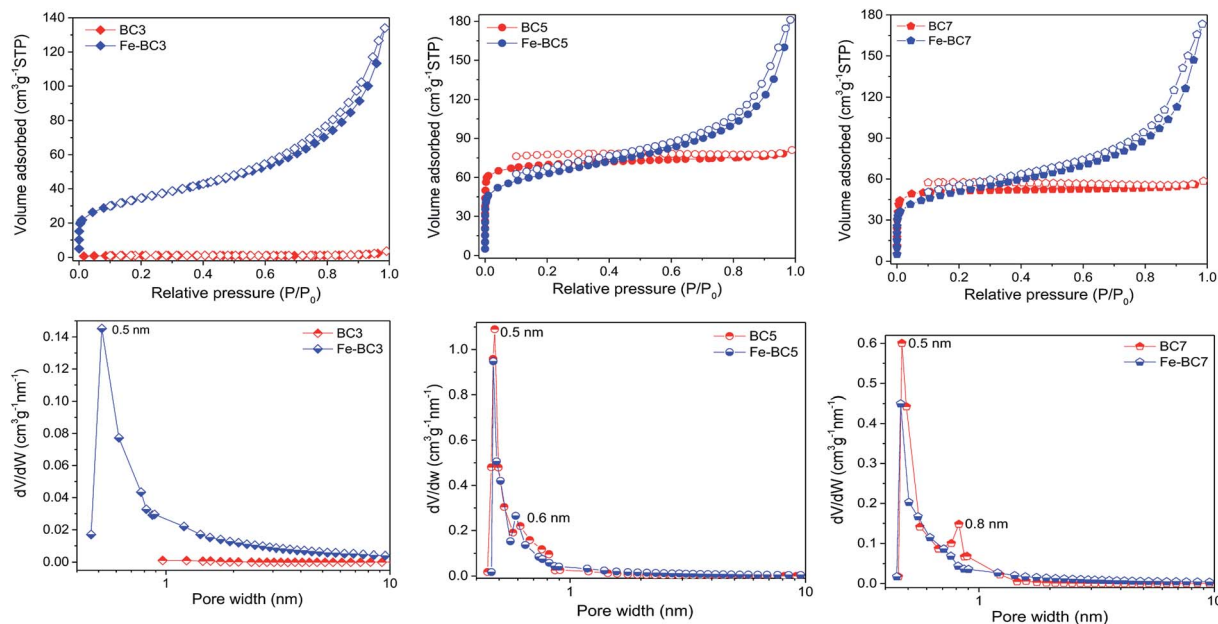 140
120
100
80
60
40
20
0
Volume adsorbed (cm³g⁻¹STP)
BC3
Fe-BC3
0.0 0.2 0.4 0.6 0.8 1.0
Relative pressure (P/P₀)
180
150
120
90
60
30
0
Volume adsorbed (cm³g⁻¹STP)
BC5
Fe-BC5
0.0 0.2 0.4 0.6 0.8 1.0
Relative pressure (P/P₀)
180
150
120
90
60
30
0
Volume adsorbed (cm³g⁻¹STP)
BC7
Fe-BC7
0.0 0.2 0.4 0.6 0.8 1.0
Relative pressure (P/P₀)
0.14
0.12
0.10
0.08
0.06
0.04
0.02
0.00
dV/dW (cm³g⁻¹nm⁻¹)
0.5 nm
BC3
Fe-BC3
1 10
Pore width (nm)
1.0
0.8
0.6
0.4
0.2
0.0
dV/dw (cm³g⁻¹nm⁻¹)
0.5 nm
BC5
Fe-BC5
0.6 nm
1 10
Pore width (nm)
0.6
0.5
0.4
0.3
0.2
0.1
0.0
dV/dW (cm³g⁻¹nm⁻¹)
0.5 nm
BC7
Fe-BC7
0.8 nm
1 10
Pore width (nm)